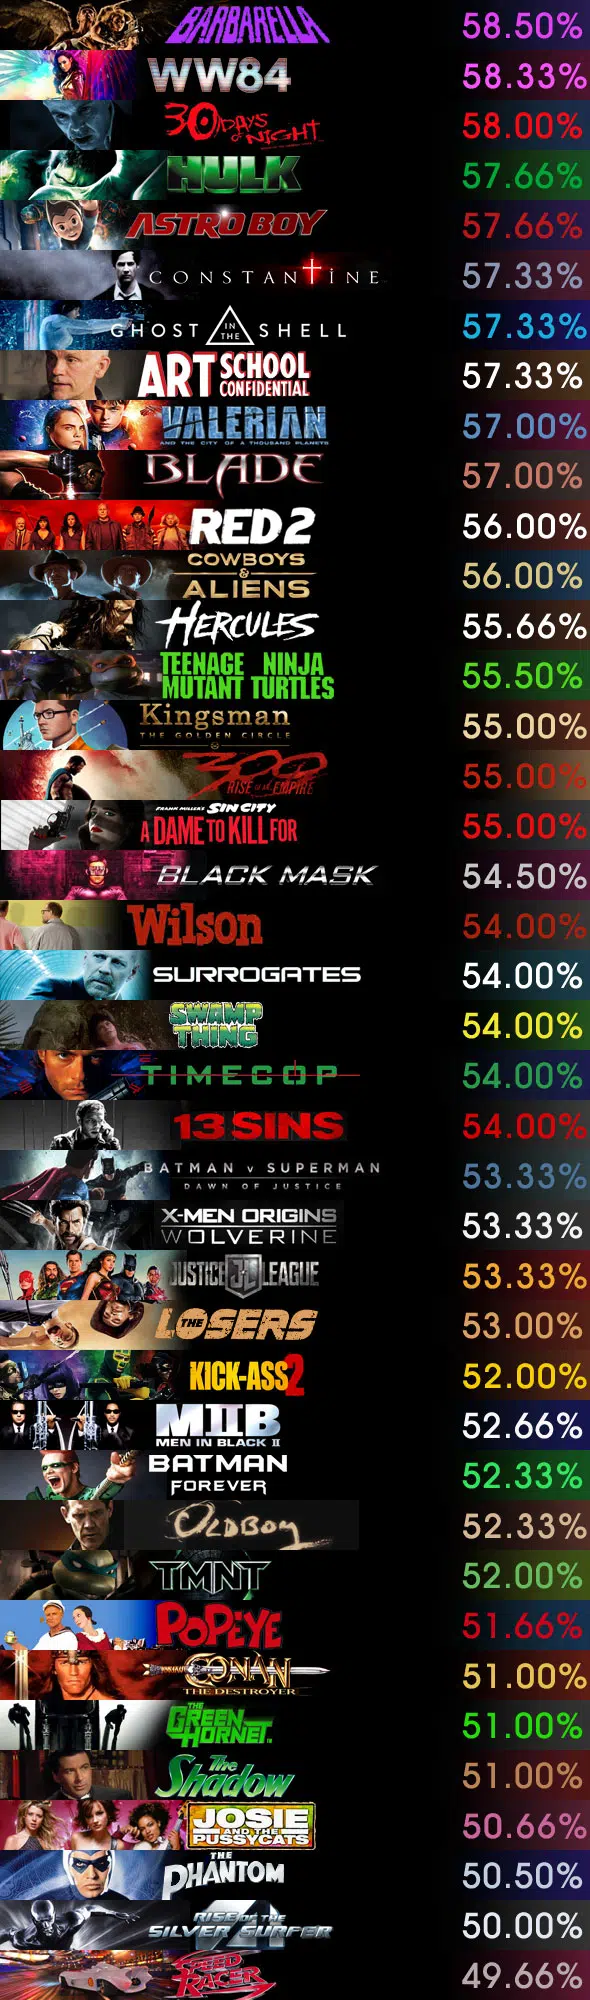 BARBARELLA 58.50%
WW84 58.33%
30 DAYS of NIGHT 58.00%
HULK 57.66%
ASTRO BOY 57.66%
CONSTANTINE 57.33%
GHOST IN THE SHELL 57.33%
ART SCHOOL CONFIDENTIAL 57.33%
VALERIAN 57.00%
AND THE CITY OF A THOUSAND PLANETS
BLADE 57.00%
RED 2 56.00%
COWBOYS & ALIENS 56.00%
HERCULES 55.66%
TEENAGE NINJA 55.50%
MUTANT TURTLES
Kingsman 55.00%
THE GOLDEN CIRCLE
300 55.00%
RISE of an EMPIRE
FRANK MILLER'S SIN CITY
A DAME TO KILL FOR 55.00%
BLACK MASK 54.50%
Wilson 54.00%
SURROGATES 54.00%
SWAMP THING 54.00%
TIMECOP 54.00%
13 SINS 54.00%
BATMAN v SUPERMAN 53.33%
DAWN OF JUSTICE
X-MEN ORIGINS 53.33%
WOLVERINE
JUSTICE JL LEAGUE 53.33%
THE LOSERS 53.00%
KICK-ASS 2 52.00%
MIIB 52.66%
MEN IN BLACK II
BATMAN 52.33%
FOREVER
OLDBOY 52.33%
TMNT 52.00%
POPEYE 51.66%
CONAN 51.00%
THE DESTROYER
THE GREEN HORNET 51.00%
The Shadow 51.00%
JOSIE 50.66%
AND THE
PUSSYCATS
THE PHANTOM 50.50%
RISE OF THE 50.00%
SILVER SURFER
SPEED RACER 49.66%